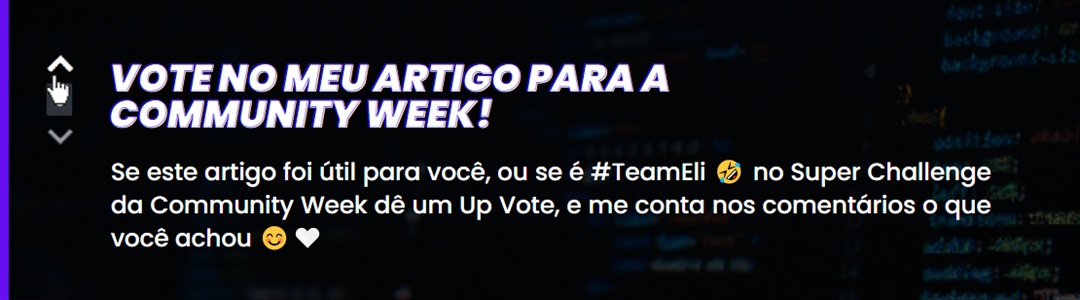 VOTE NO MEU ARTIGO PARA A
COMMUNITY WEEK!
Se este artigo foi útil para você, ou se é #TeamEli 🤣 no Super Challenge
da Community Week dê um Up Vote, e me conta nos comentários o que
você achou 😊 🤍